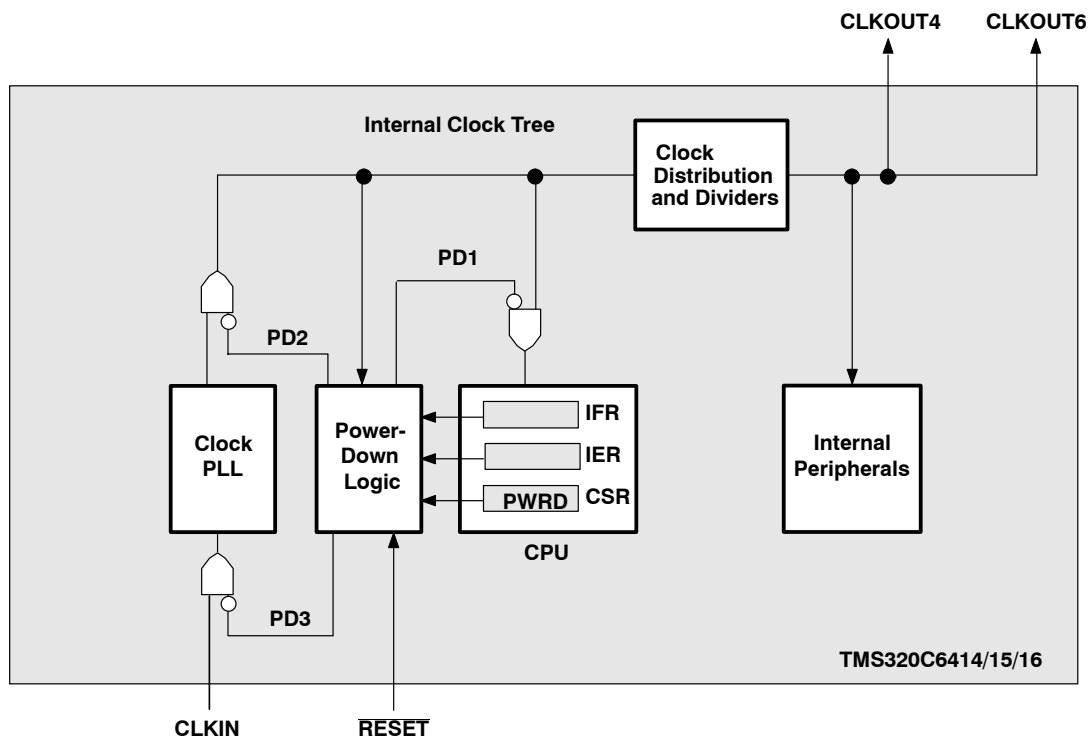 CLKOUT4
CLKOUT6
Internal Clock Tree
Clock
Distribution
and Dividers
PD1
PD2
Clock
PLL
Power-
Down
Logic
IFR
IER
PWRD
CSR
CPU
Internal
Peripherals
PD3
TMS320C6414/15/16
CLKIN
RESET